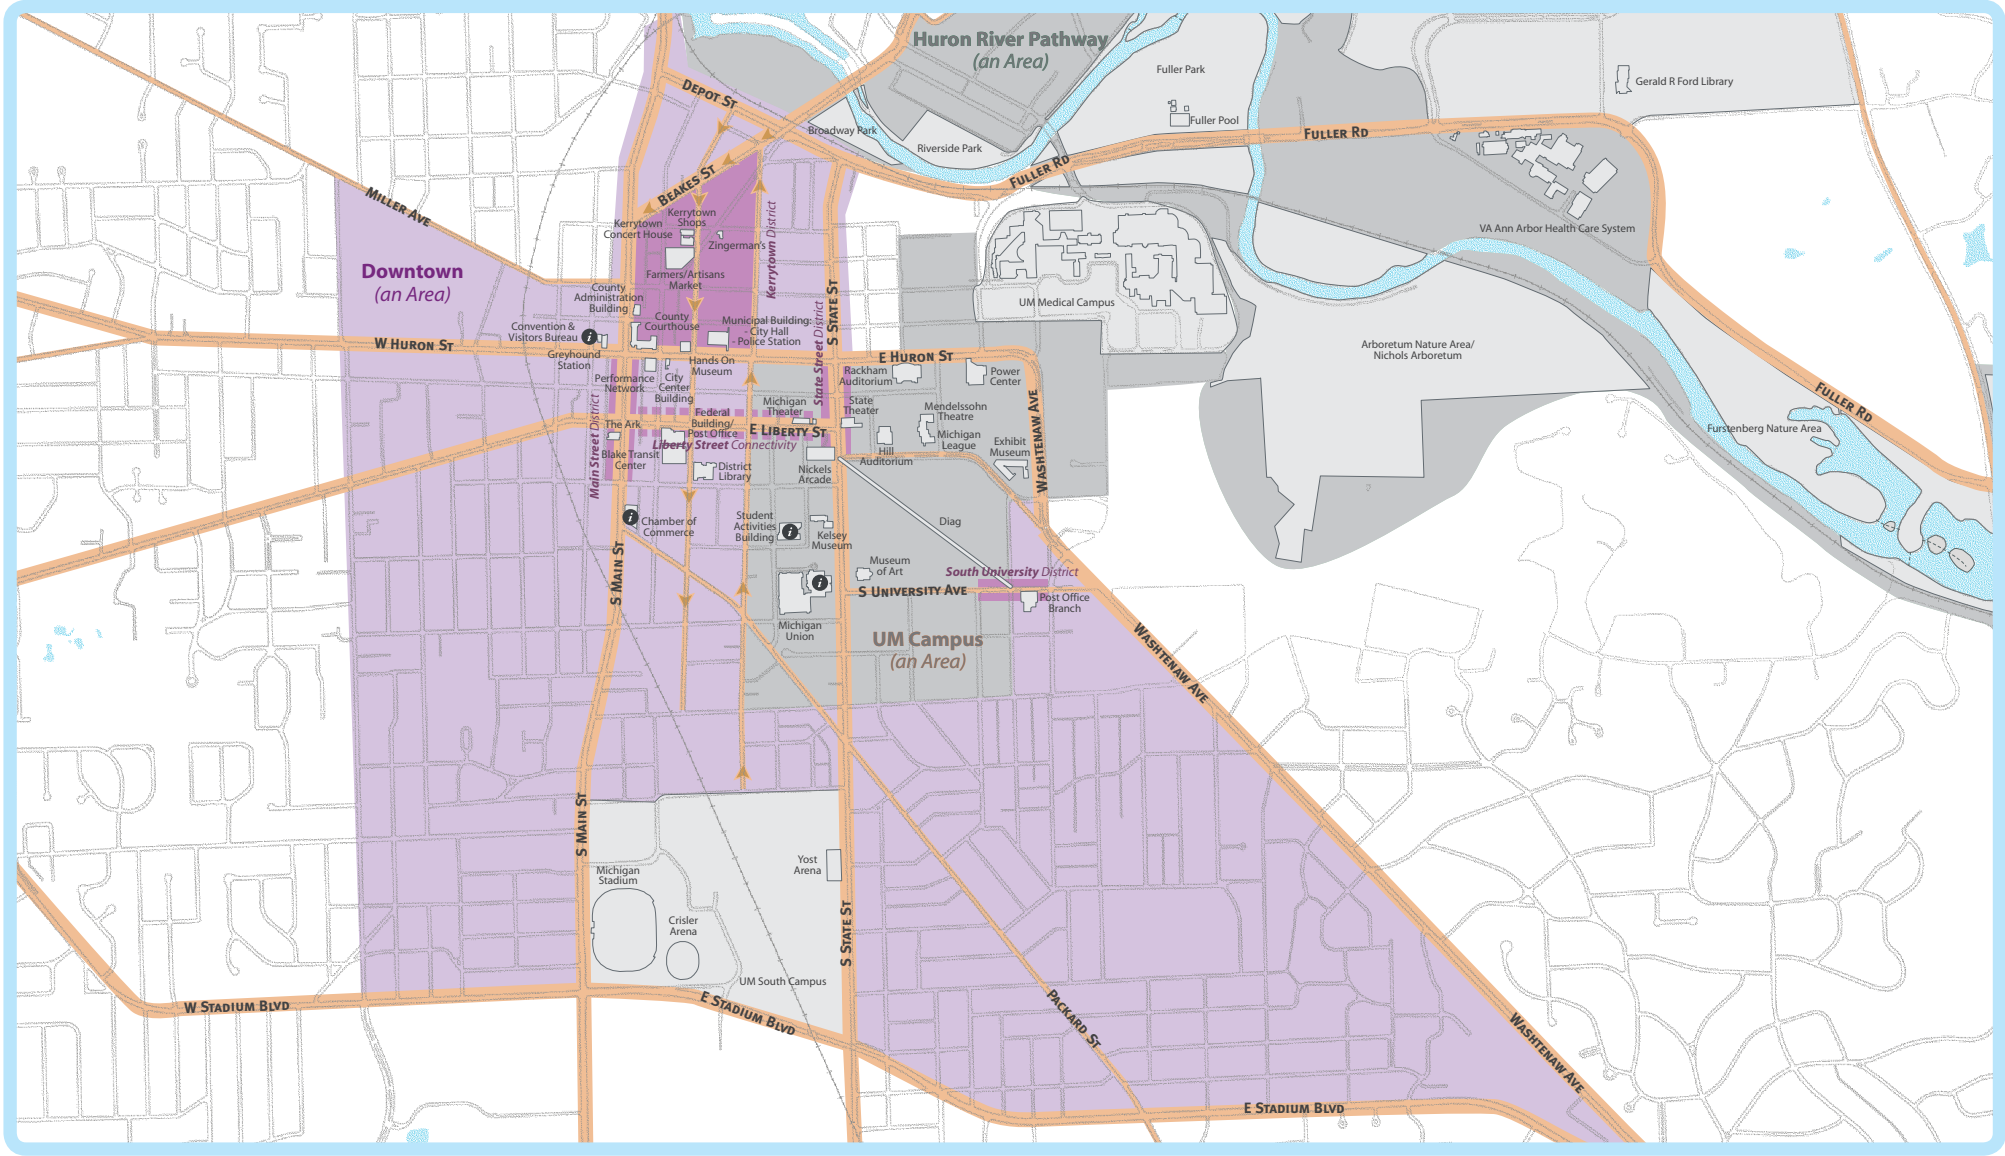 Huron River Pathway
(an Area)
Fuller Park
Gerald R Ford Library
Depot St
Fuller Pool
Broadway Park
Fuller Rd
Riverside Park
Fuller Rd
Beakes St
Miller Ave
Kerrytown
Shops
Kerrytown
Concert House
Zingerman's
Kerrytown District
VA Ann Arbor Health Care System
Downtown
(an Area)
Farmers/Artisans
Market
County
Administration
Building
UM Medical Campus
S State St
State Street District
County
Courthouse
Municipal Building:
- City Hall
- Police Station
Convention &
Visitors Bureau
i
W Huron St
Greyhound
Station
E Huron St
Hands On
Museum
Arboretum Nature Area/
Nichols Arboretum
Performance
Network
City
Center
Building
Rackham
Auditorium
Power
Center
Washtenaw Ave
Fuller Rd
Main Street District
Michigan
Theater
State
Theater
Mendelssohn
Theatre
Federal
Building/
Post Office
The Ark
E Liberty St
Furstenberg Nature Area
Liberty Street Connectivity
Michigan
League
Exhibit
Museum
Hill
Auditorium
Blake Transit
Center
District
Library
Nickels
Arcade
2
i
Chamber of
Commerce
Student
Activities
Building
i
Kelsey
Museum
Diag
S Main St
Museum
of Art
South University District
i
S University Ave
Post Office
Branch
Michigan
Union
UM Campus
(an Area)
Washtenaw Ave
S Main St
Yost
Arena
Michigan
Stadium
Crisler
Arena
S State St
UM South Campus
W Stadium Blvd
E Stadium Blvd
Packard St
Washtenaw Ave
E Stadium Blvd